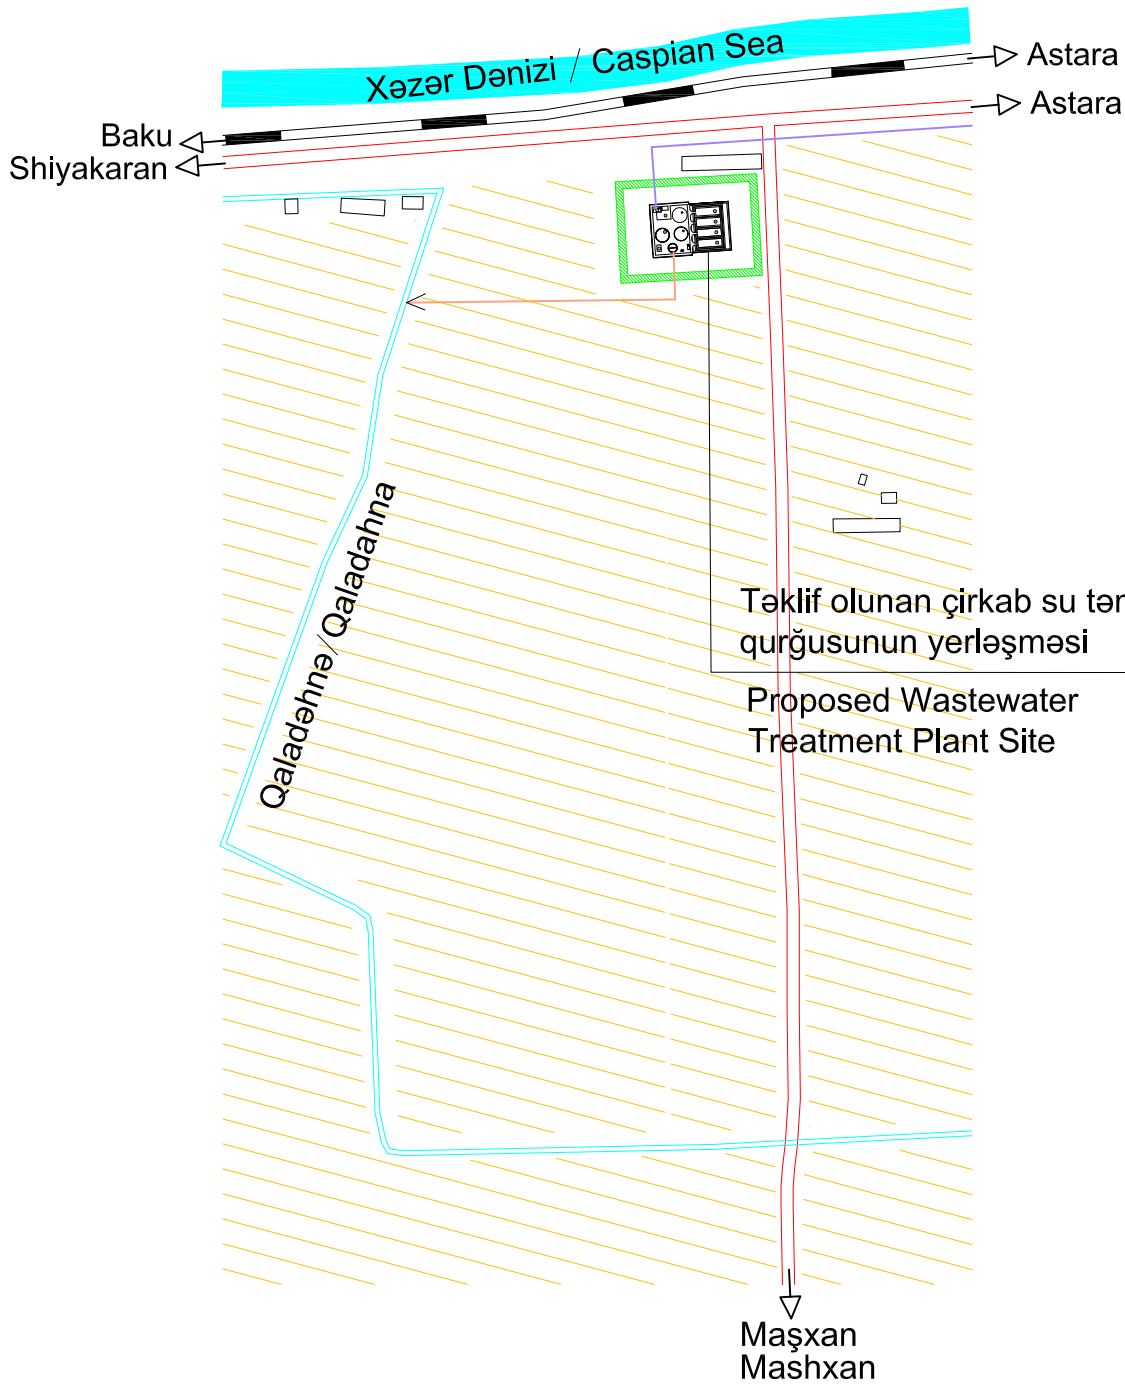 Xəzər Dənizi / Caspian Sea
Astara
Astara
Baku
Shiyakaran
Qaladəhnə/Qaladahna
Təklif olunan çirkab su
qurğusunun yerləşməsi
Proposed Wastewater
Treatment Plant Site
Maşxan
Mashxan